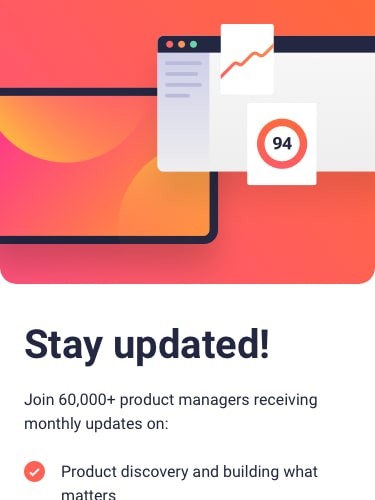 94
Stay updated!
Join 60,000+ product managers receiving
monthly updates on:
Product discovery and building what
matters